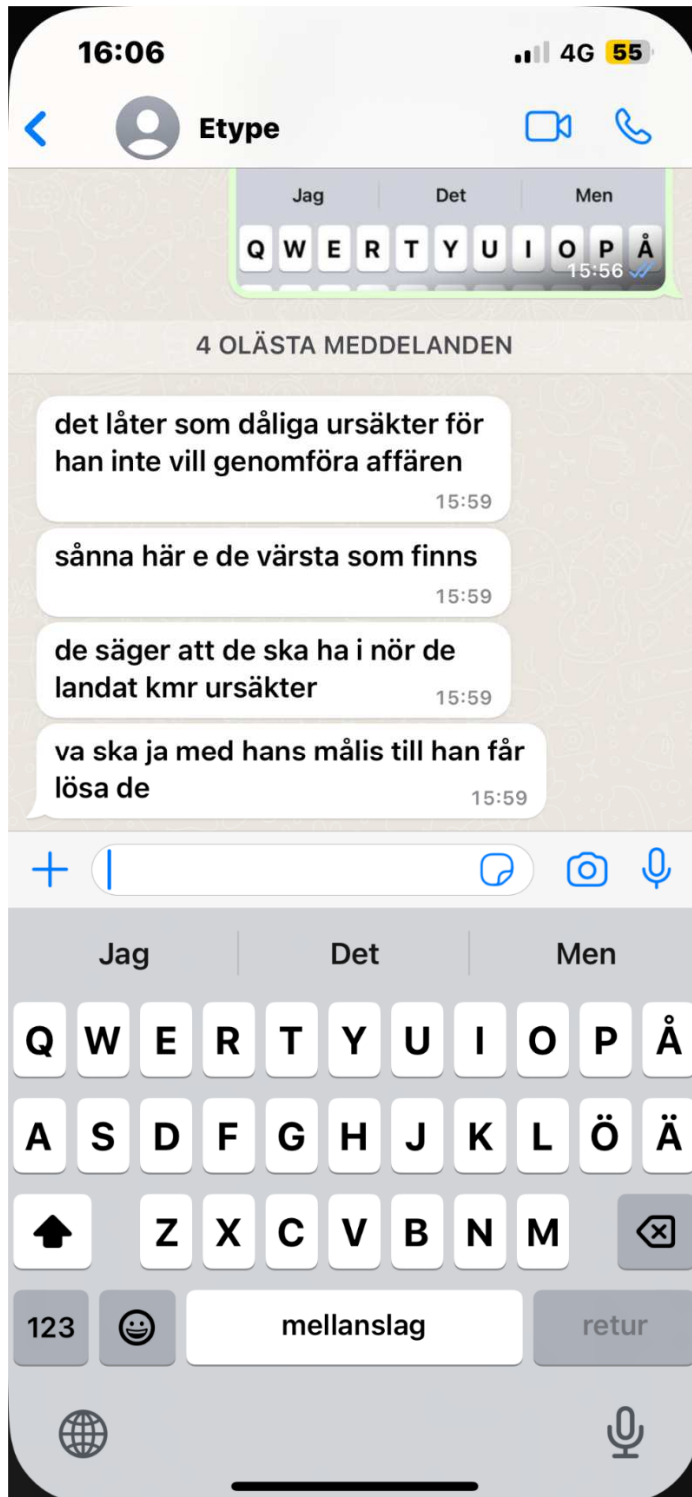 16:06
4G 55
Etype
Jag Det Men
Q W E R T Y U I O P Å
15:56
4 OLÄSTA MEDDELANDEN
det låter som dåliga ursäkter för
han inte vill genomföra affären
15:59
sånna här e de värsta som finns
15:59
de säger att de ska ha i nör de
landat kmr ursäkter
15:59
va ska ja med hans målis till han får
lösa de
15:59
Jag Det Men
Q W E R T Y U I O P Å
A S D F G H J K L Ö Ä
Z X C V B N M
123 mellanslag retur